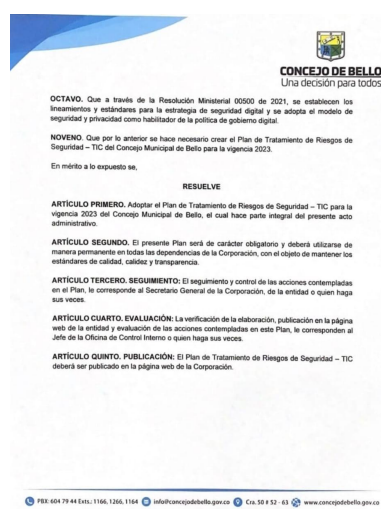 CONCEJO DE BELLO
Una decisión para todos
OCTAVO. Que a través de la Resolución Ministerial 00500 de 2021, se establecen los
lineamientos y estándares para la estrategia de seguridad digital y se adopta el modelo de
seguridad y privacidad como habilitador de la política de gobierno digital.
NOVENO. Que por lo anterior se hace necesario crear el Plan de Tratamiento de Riesgos de
Seguridad – TIC del Concejo Municipal de Bello para la vigencia 2023.
En mérito a lo expuesto se,
RESUELVE
ARTÍCULO PRIMERO. Adoptar el Plan de Tratamiento de Riesgos de Seguridad – TIC para la
vigencia 2023 del Concejo Municipal de Bello, el cual hace parte integral del presente acto
administrativo.
ARTÍCULO SEGUNDO. El presente Plan será de carácter obligatorio y deberá utilizarse de
manera permanente en todas las dependencias de la Corporación, con el objeto de mantener los
estándares de calidad, calidez y transparencia.
ARTÍCULO TERCERO. SEGUIMIENTO: El seguimiento y control de las acciones contempladas
en el Plan, le corresponde al Secretario General de la Corporación, de la entidad o quien haga
sus veces.
ARTÍCULO CUARTO. EVALUACIÓN: La verificación de la elaboración, publicación en la página
web de la entidad y evaluación de las acciones contempladas en este Plan, le corresponden al
Jefe de la Oficina de Control Interno o quien haga sus veces.
ARTÍCULO QUINTO. PUBLICACIÓN: El Plan de Tratamiento de Riesgos de Seguridad – TIC
deberá ser publicado en la página web de la Corporación.
PBX: 604 79 44 Exts.: 1166, 1266, 1164 info@concejodebello.gov.co Cra. 50 # 52 - 63 www.concejodebello.gov.co